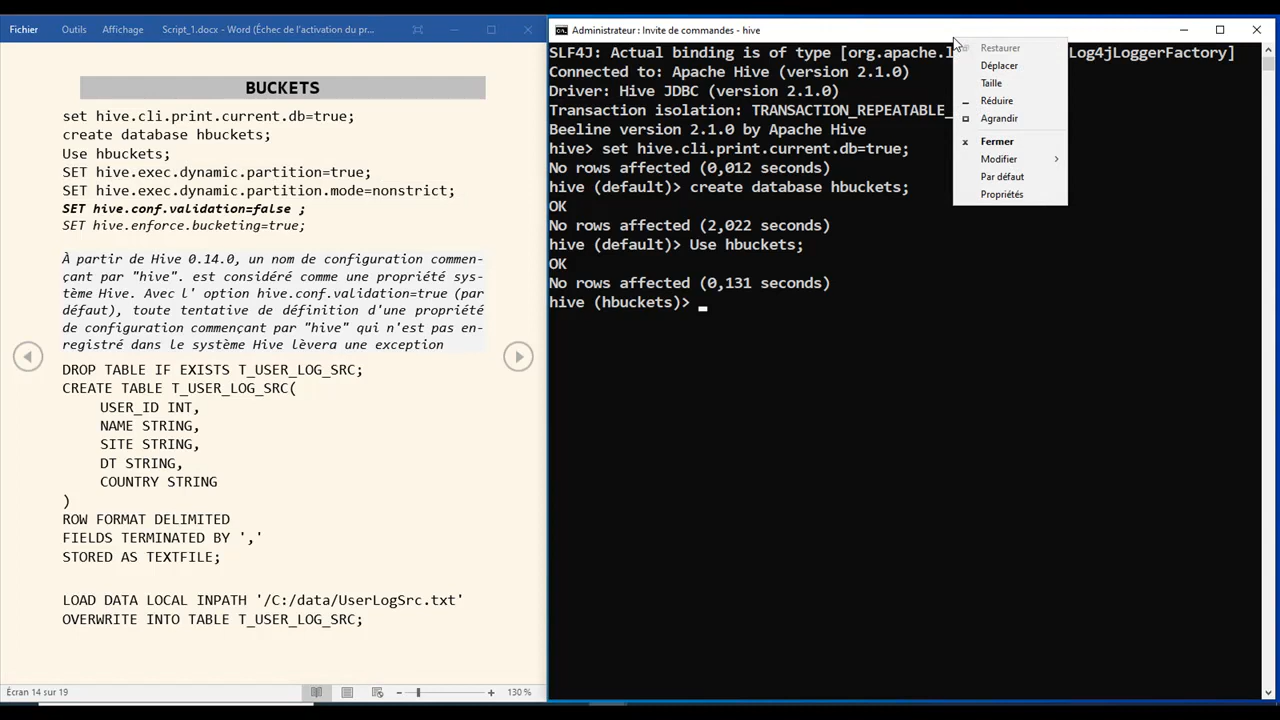 Fichier Outils Affichage Script_1.docx - Word (Échec de l'activation du pr...
BUCKETS
set hive.cli.print.current.db=true;
create database hbuckets;
Use hbuckets;
SET hive.exec.dynamic.partition=true;
SET hive.exec.dynamic.partition.mode=nonstrict;
SET hive.conf.validation=false ;
SET hive.enforce.bucketing=true;
À partir de Hive 0.14.0, un nom de configuration commen-
çant par "hive". est considéré comme une propriété sys-
tème Hive. Avec l' option hive.conf.validation=true (par
défaut), toute tentative de définition d'une propriété
de configuration commençant par "hive" qui n'est pas en-
registré dans le système Hive lèvera une exception
DROP TABLE IF EXISTS T_USER_LOG_SRC;
CREATE TABLE T_USER_LOG_SRC(
USER_ID INT,
NAME STRING,
SITE STRING,
DT STRING,
COUNTRY STRING
)
ROW FORMAT DELIMITED
FIELDS TERMINATED BY ','
STORED AS TEXTFILE;
LOAD DATA LOCAL INPATH '/C:/data/UserLogSrc.txt'
OVERWRITE INTO TABLE T_USER_LOG_SRC;
Écran 14 sur 19
130 %
Administrateur : Invite de commandes - hive
SLF4J: Actual binding is of type [org.apache.l Log4jLoggerFactory]
Connected to: Apache Hive (version 2.1.0)
Driver: Hive JDBC (version 2.1.0)
Transaction isolation: TRANSACTION_REPEATABLE_
Beeline version 2.1.0 by Apache Hive
hive> set hive.cli.print.current.db=true;
No rows affected (0,012 seconds)
hive (default)> create database hbuckets;
OK
No rows affected (2,022 seconds)
hive (default)> Use hbuckets;
OK
No rows affected (0,131 seconds)
hive (hbuckets)>
Restaurer
Déplacer
Taille
Réduire
Agrandir
Fermer
Modifier
Par défaut
Propriétés